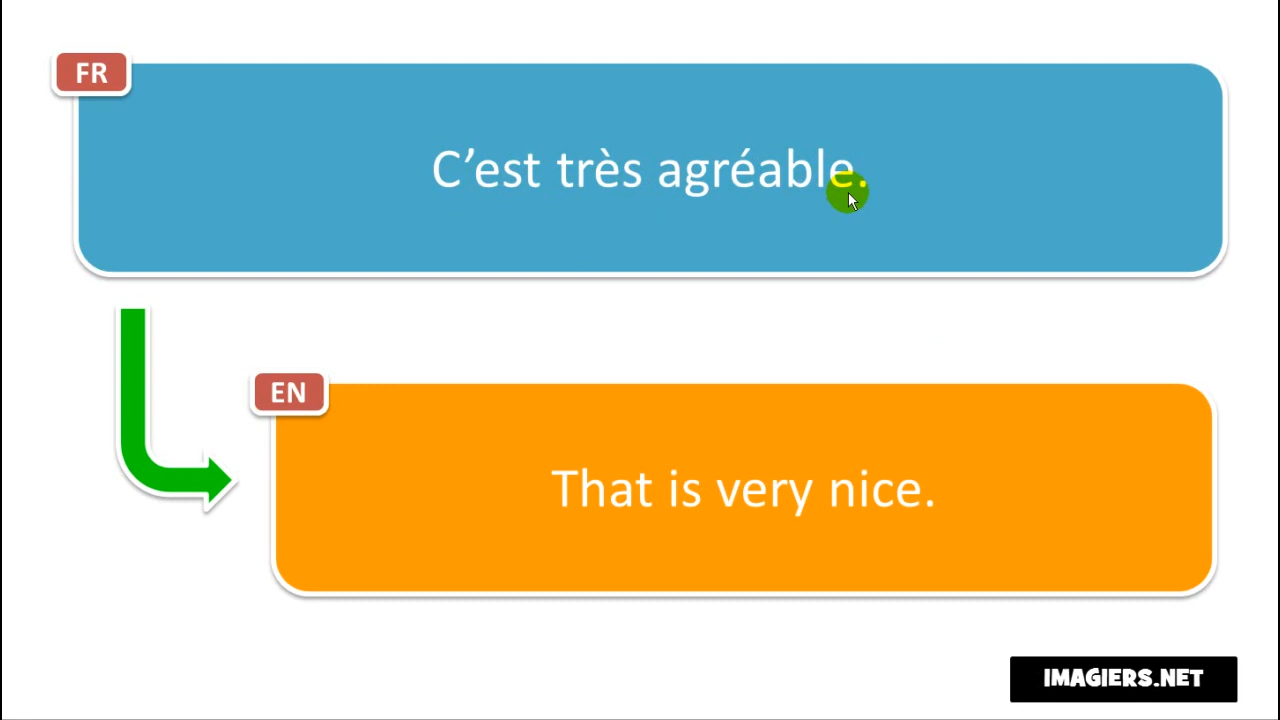 FR
C’est très agréable.
EN
That is very nice.
IMAGIERS.NET